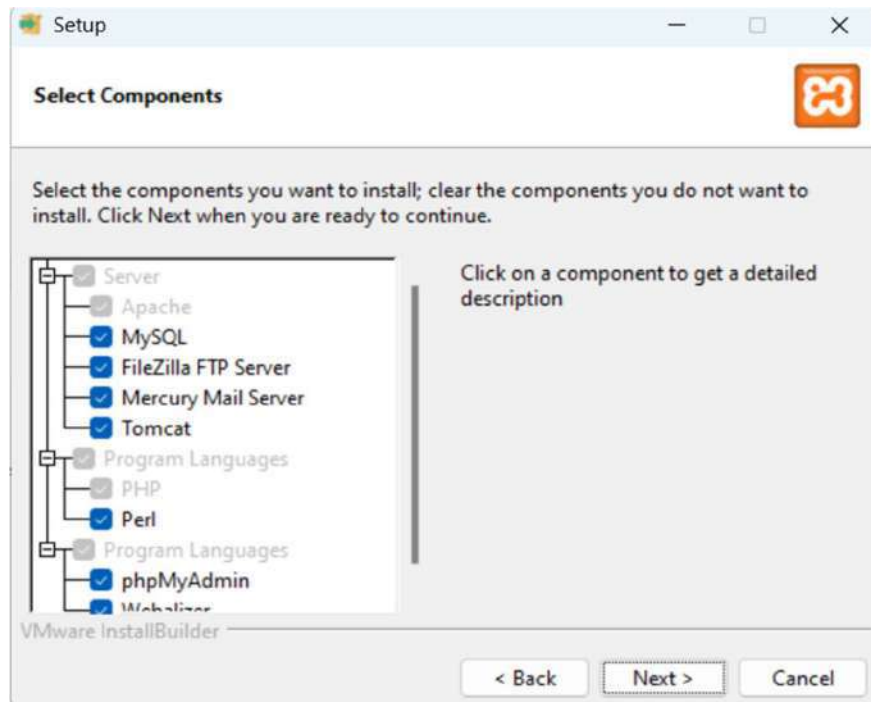 Setup
Select Components
Select the components you want to install; clear the components you do not want to
install. Click Next when you are ready to continue.
Server
Apache
MySQL
FileZilla FTP Server
Mercury Mail Server
Tomcat
Program Languages
PHP
Perl
Program Languages
phpMyAdmin
Webalizer
Click on a component to get a detailed
description
VMware InstallBuilder
< Back
Next >
Cancel